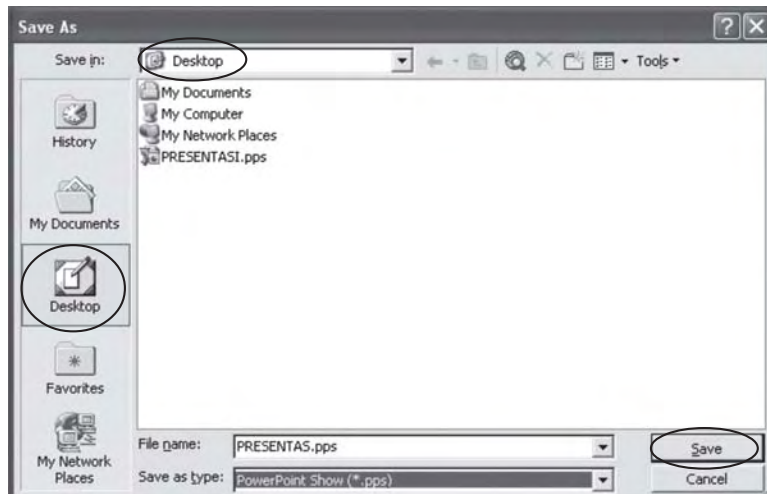 Save As
Save in: Desktop Tools
My Documents
My Computer
My Network Places
PRESENTASI.pps
History
My Documents
Desktop
Favorites
My Network
Places
File name: PRESENTAS.pps Save
Save as type: PowerPoint Show (*.pps) Cancel